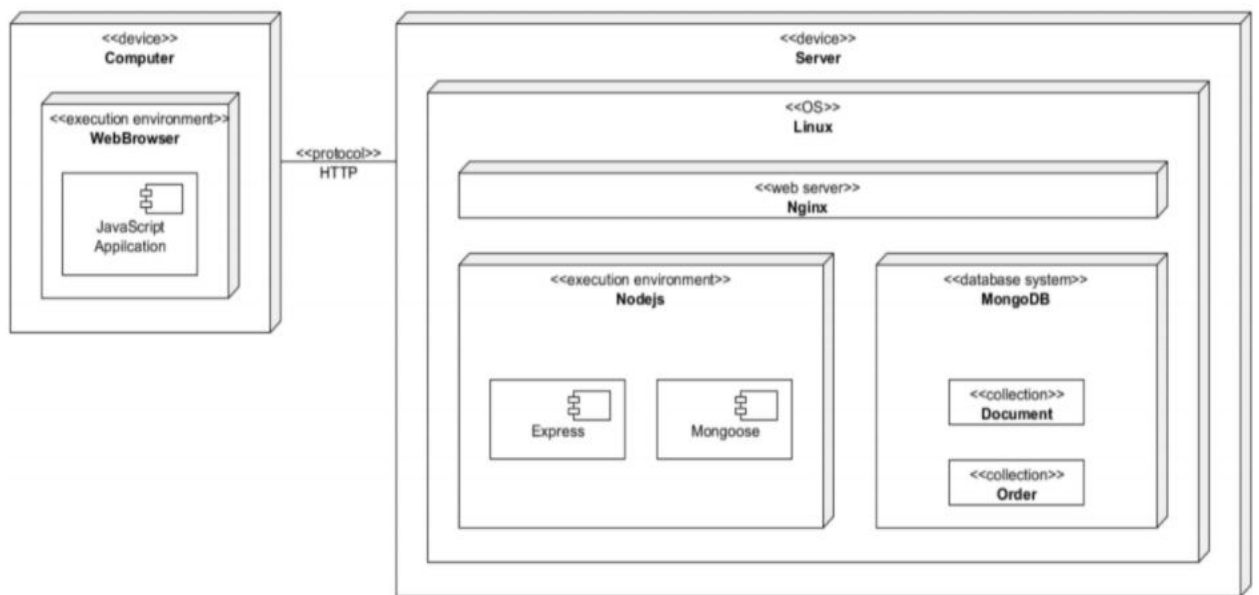 <<device>>
Computer
<<execution environment>>
WebBrowser
JavaScript
Appilcation
<<protocol>>
HTTP
<<device>>
Server
<<OS>>
Linux
<<web server>>
Nginx
<<execution environment>>
Nodejs
Express
Mongoose
<<database system>>
MongoDB
<<collection>>
Document
<<collection>>
Order